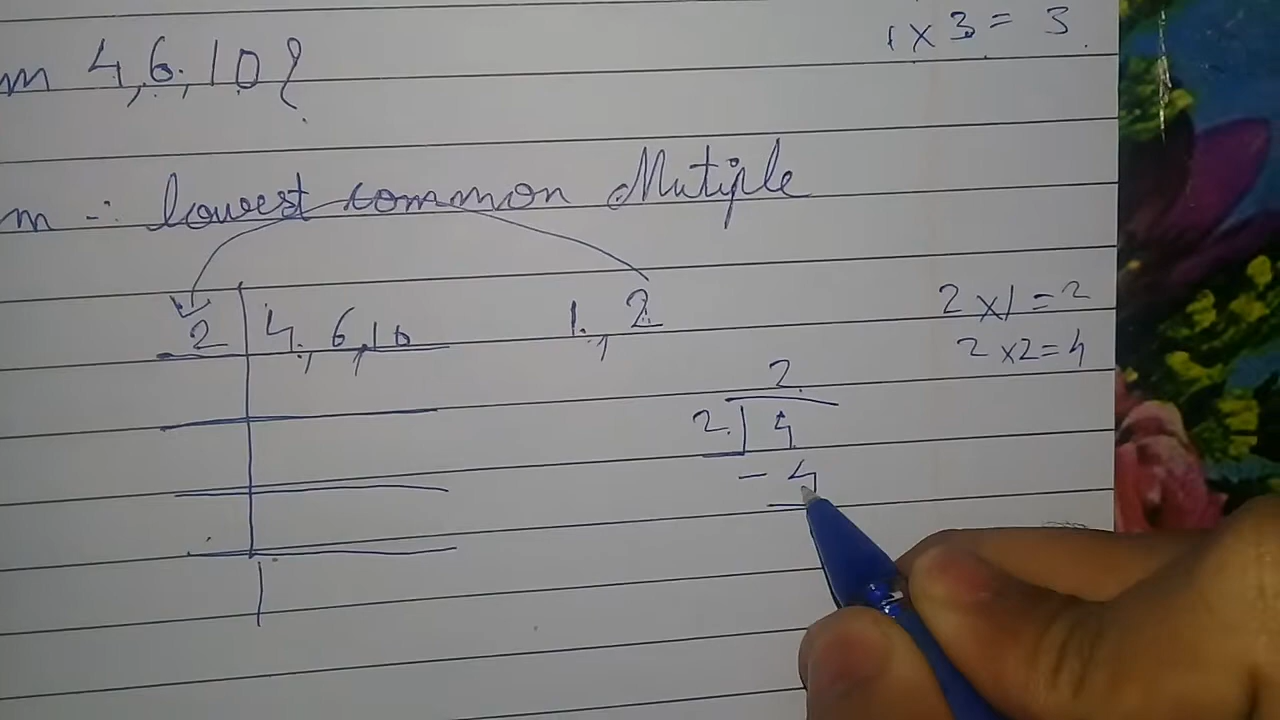 1 x 3 = 3
m 4, 6, 10?
m :- lowest common Mutiple
2 4, 6, 10 1, 2 2 x 1 = 2
2 x 2 = 4
2
2 4
- 4